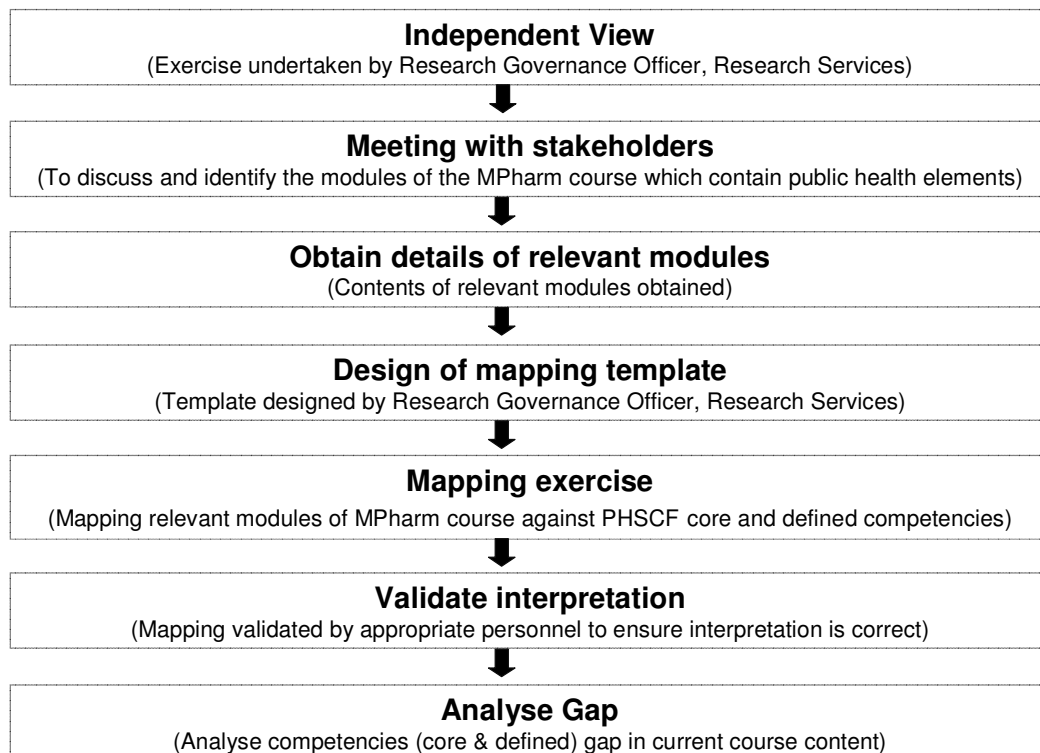 Independent View
(Exercise undertaken by Research Governance Officer, Research Services)
Meeting with stakeholders
(To discuss and identify the modules of the MPharm course which contain public health elements)
Obtain details of relevant modules
(Contents of relevant modules obtained)
Design of mapping template
(Template designed by Research Governance Officer, Research Services)
Mapping exercise
(Mapping relevant modules of MPharm course against PHSCF core and defined competencies)
Validate interpretation
(Mapping validated by appropriate personnel to ensure interpretation is correct)
Analyse Gap
(Analyse competencies (core & defined) gap in current course content)